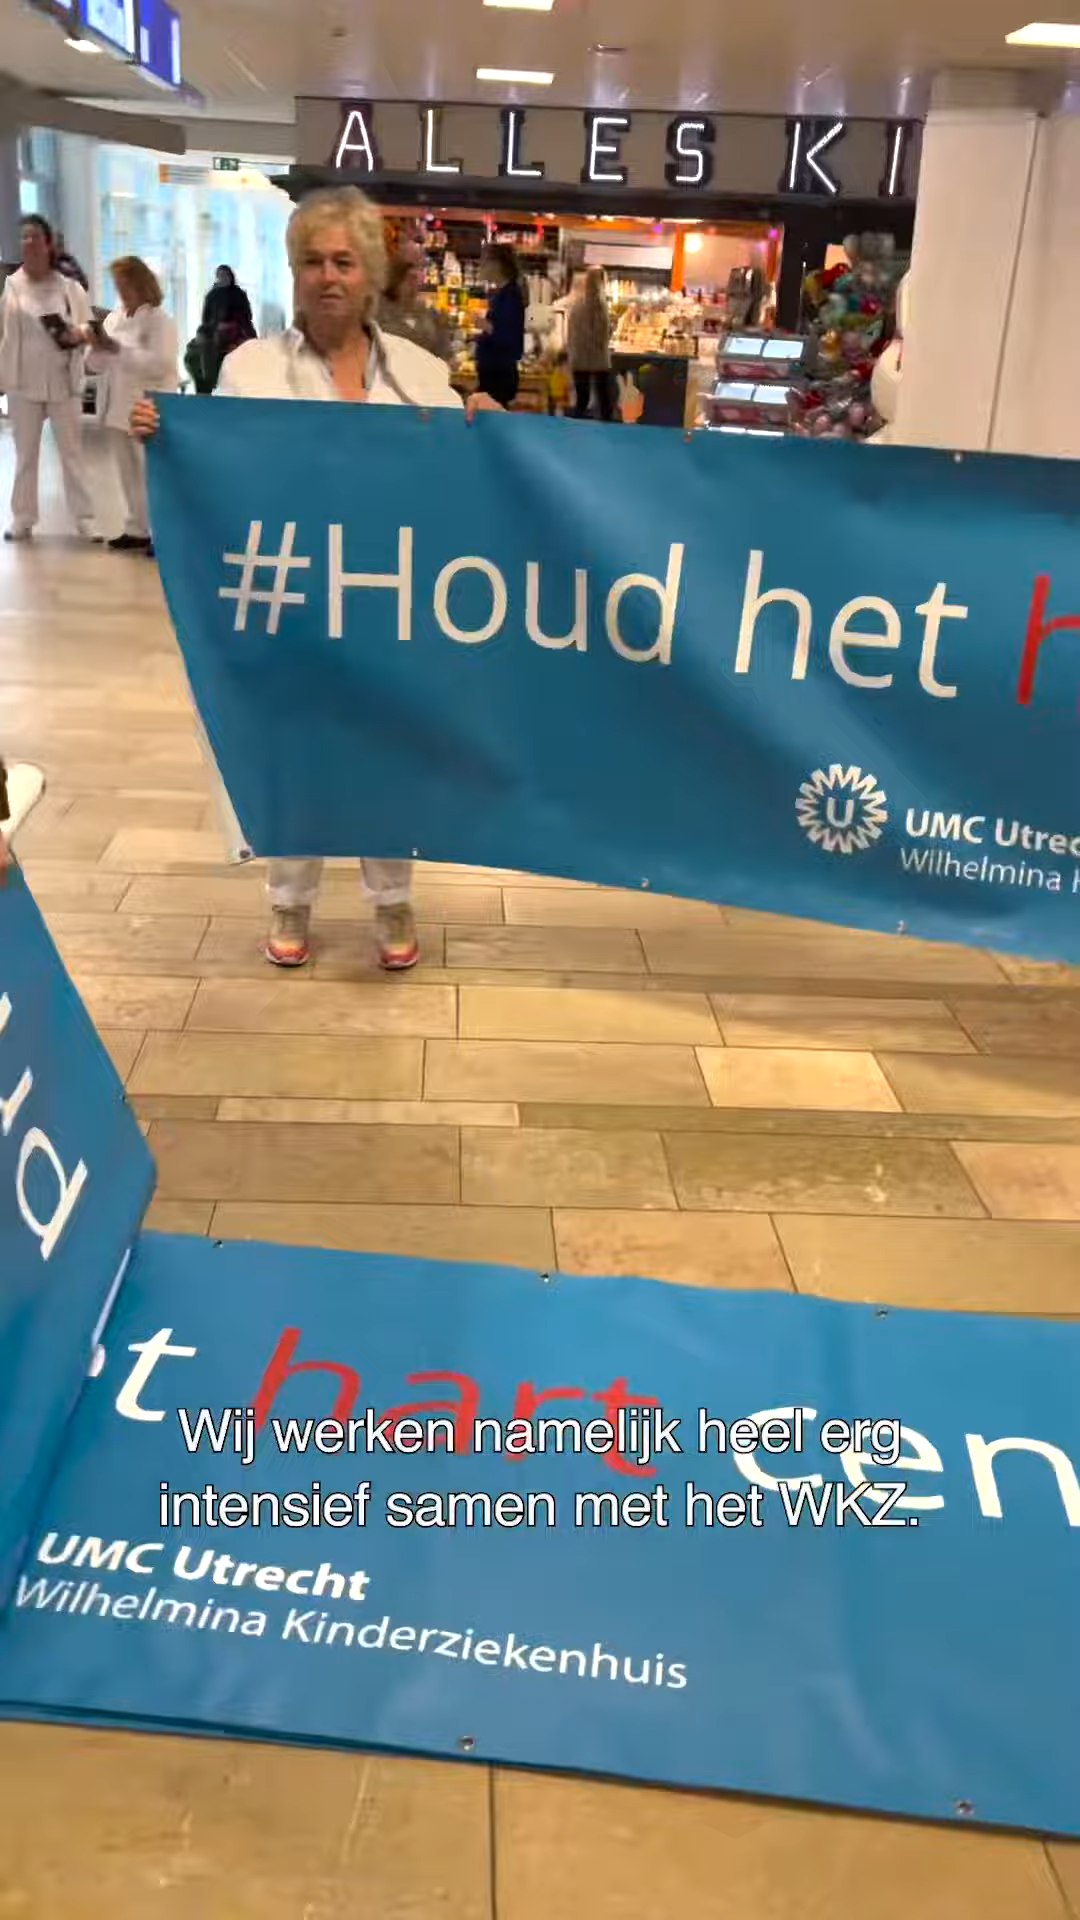 ALLES KI
#Houd het h
UMC Utrec
Wilhelmina K
ud
t hart cen
Wij werken namelijk heel erg
intensief samen met het WKZ.
UMC Utrecht
Wilhelmina Kinderziekenhuis